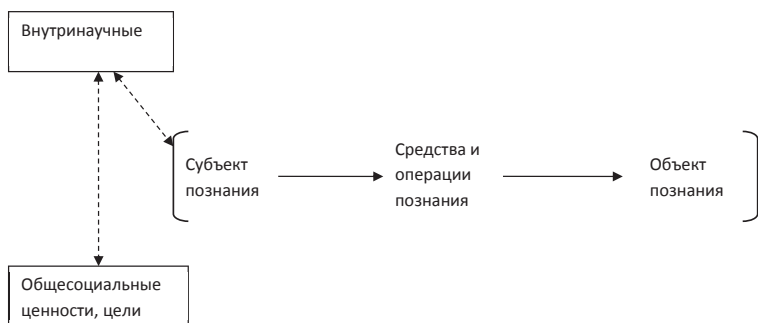 Внутринаучные
Субъект
познания
Средства и
операции
познания
Объект
познания
Общесоциальные
ценности, цели